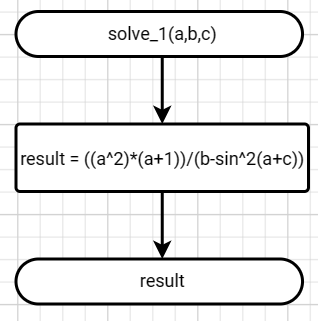 solve_1(a,b,c)
result = ((a^2)*(a+1))/(b-sin^2(a+c))
result